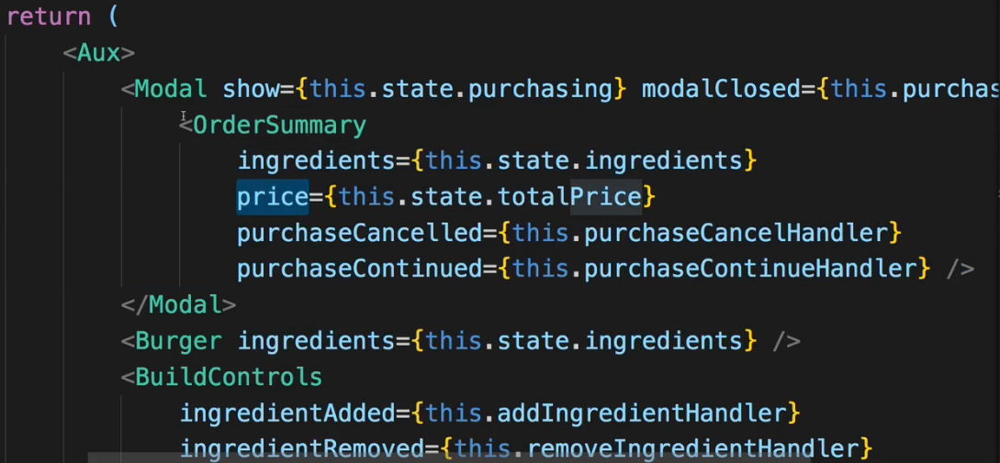 return (
<Aux>
<Modal show={this.state.purchasing} modalClosed={this.purchas
<OrderSummary
ingredients={this.state.ingredients}
price={this.state.totalPrice}
purchaseCancelled={this.purchaseCancelHandler}
purchaseContinued={this.purchaseContinueHandler} />
</Modal>
<Burger ingredients={this.state.ingredients} />
<BuildControls
ingredientAdded={this.addIngredientHandler}
ingredientRemoved={this.removeIngredientHandler}